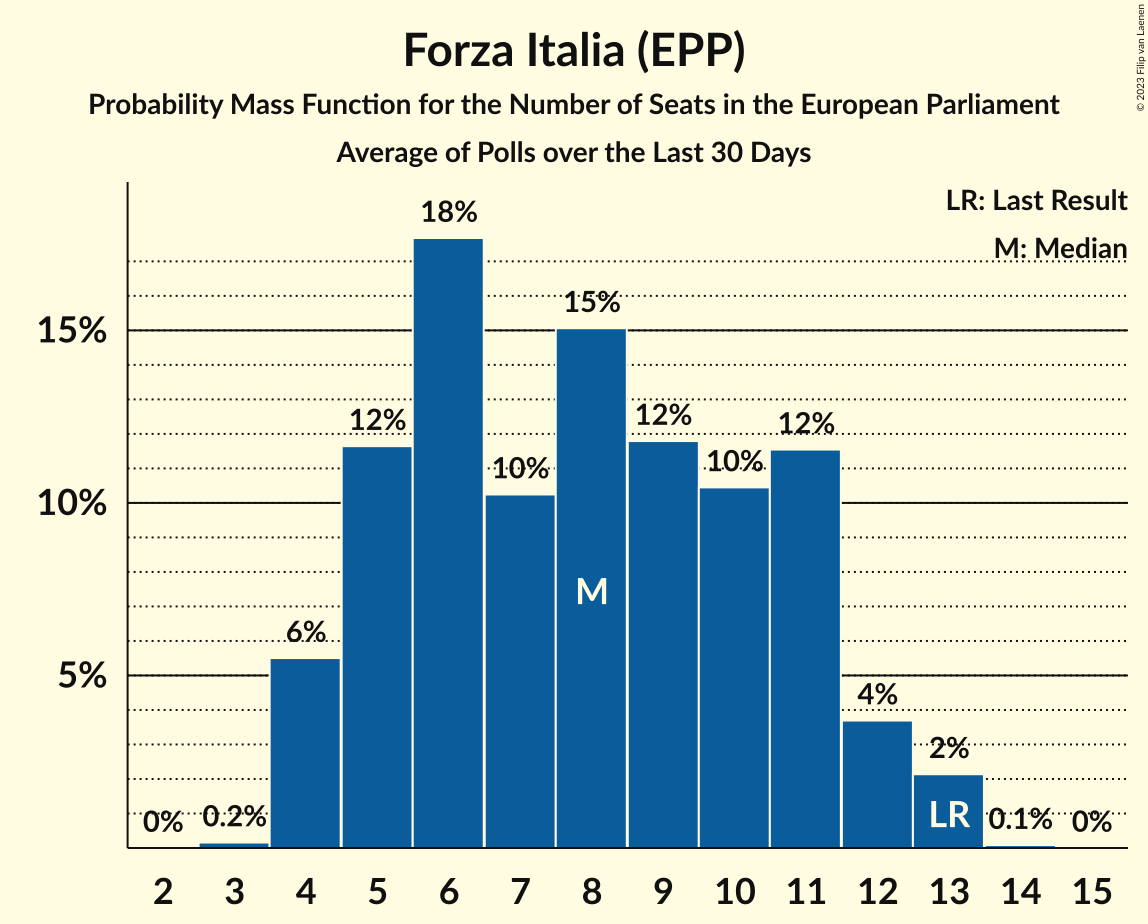 Forza Italia (EPP)
Probability Mass Function for the Number of Seats in the European Parliament
Average of Polls over the Last 30 Days
© 2023 Filip van Laenen
LR: Last Result
M: Median
15%
10%
5%
0%
0.2%
6%
12%
18%
10%
15%
12%
10%
12%
4%
2%
0.1%
0%
M
LR
2 3 4 5 6 7 8 9 10 11 12 13 14 15